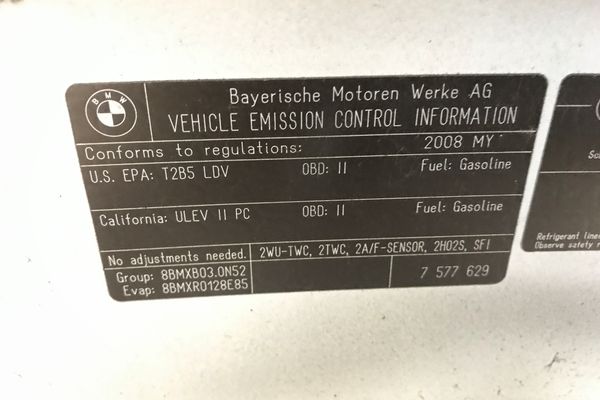 BMW
Bayerische Motoren Werke AG
VEHICLE EMISSION CONTROL INFORMATION
Conforms to regulations: 2008 MY
U.S. EPA: T2B5 LDV OBD: II Fuel: Gasoline
California: ULEV II PC OBD: II Fuel: Gasoline
No adjustments needed. 2WU-TWC, 2TWC, 2A/F-SENSOR, 2HO2S, SFI
Group: 8BMXB03.0N52 7 577 629
Evap: 8BMXR0128E85
Refrigerant
Observe safety